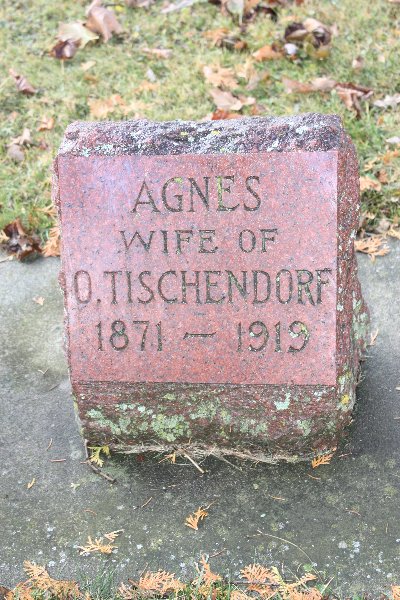 AGNES
WIFE OF
O. TISCHENDORF
1871 — 1919